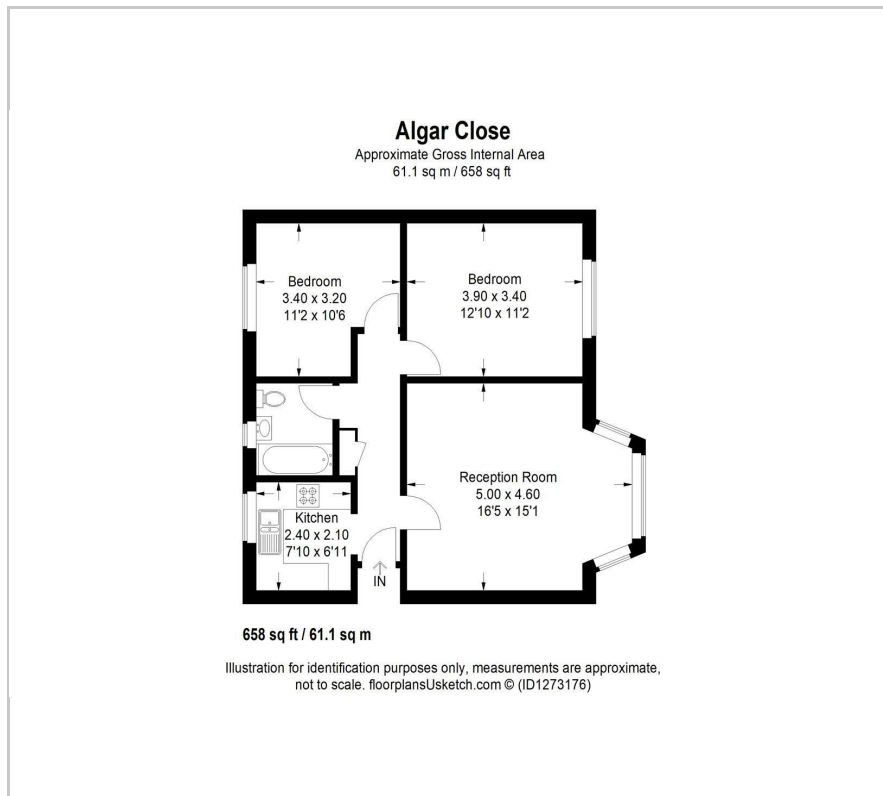 Algar Close
Approximate Gross Internal Area
61.1 sq m / 658 sq ft
Bedroom
3.40 x 3.20
11'2 x 10'6
Bedroom
3.90 x 3.40
12'10 x 11'2
Reception Room
5.00 x 4.60
16'5 x 15'1
Kitchen
2.40 x 2.10
7'10 x 6'11
IN
658 sq ft / 61.1 sq m
Illustration for identification purposes only, measurements are approximate,
not to scale. floorplansUsketch.com © (ID1273176)